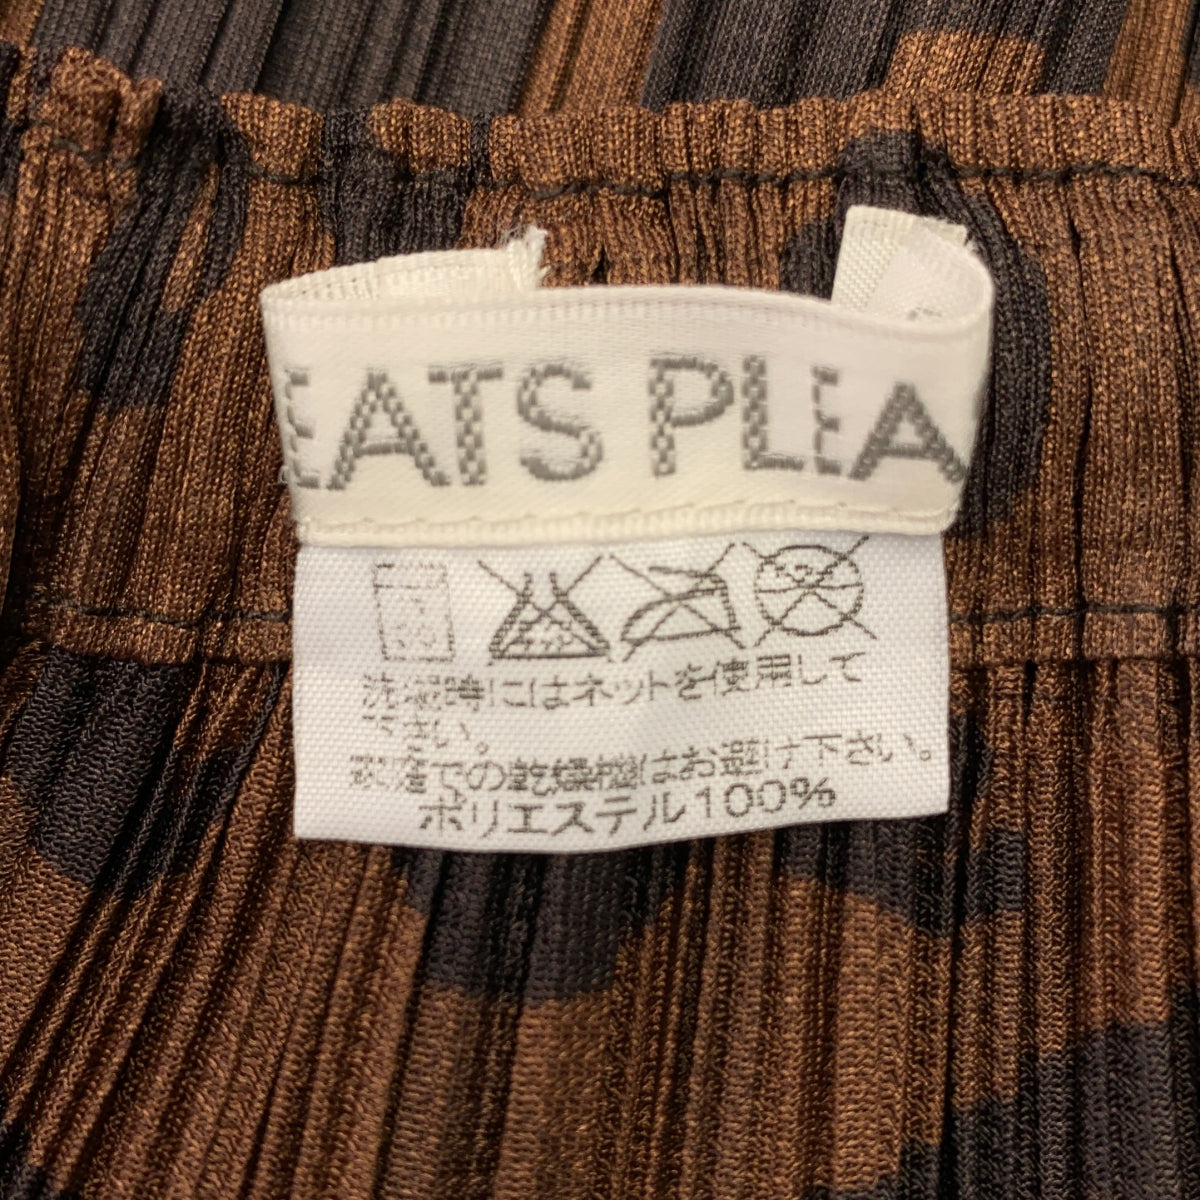 EATS PLEA
洗濯時にはネットを使用して
下さい。
家庭での乾燥機はお避け下さい。
ポリエステル100%